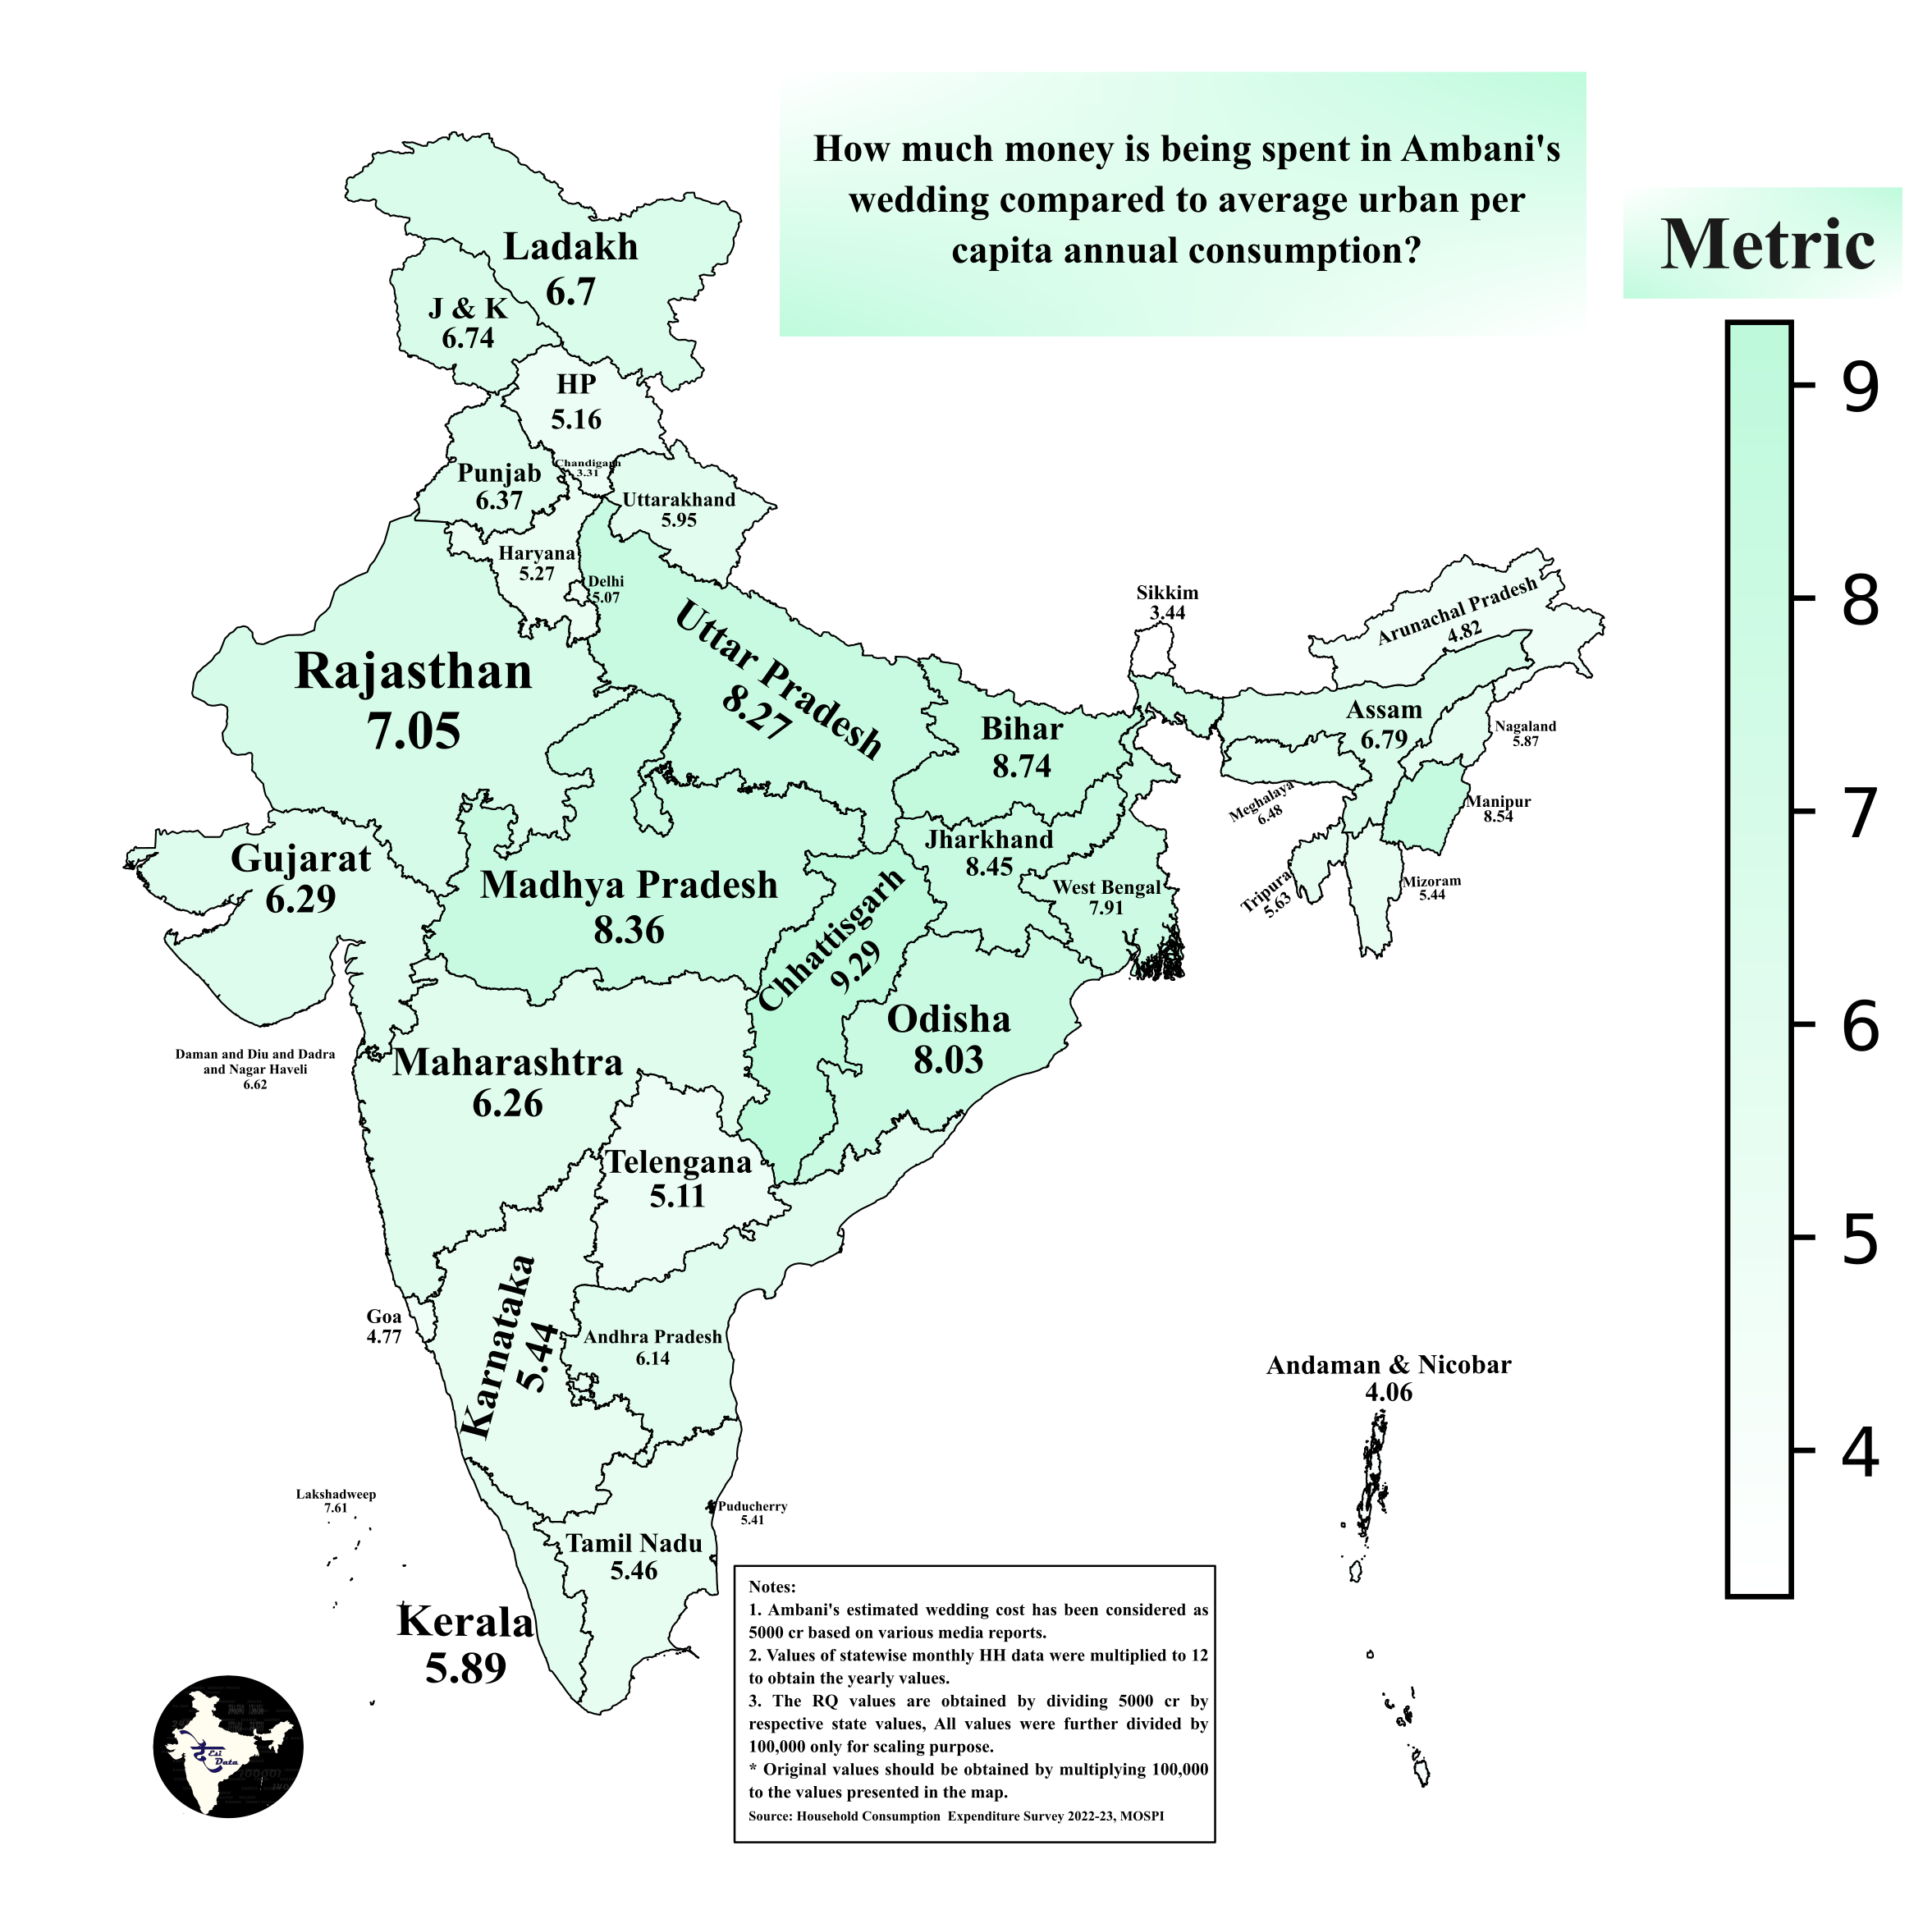 How much money is being spent in Ambani's
wedding compared to average urban per
capita annual consumption?
Metric
9
8
7
6
5
4
Ladakh
6.7
J & K
6.74
HP
5.16
Chandigarh
3.31
Punjab
6.37
Uttarakhand
5.95
Haryana
5.27
Delhi
5.07
Rajasthan
7.05
Uttar Pradesh
8.27
Sikkim
3.44
Arunachal Pradesh
4.82
Bihar
8.74
Assam
6.79
Nagaland
5.87
Meghalaya
6.48
Manipur
8.54
Gujarat
6.29
Madhya Pradesh
8.36
Jharkhand
8.45
West Bengal
7.91
Tripura
5.63
Mizoram
5.44
Chhattisgarh
9.29
Odisha
8.03
Daman and Diu and Dadra
and Nagar Haveli
6.62
Maharashtra
6.26
Telengana
5.11
Karnataka
5.44
Goa
4.77
Andhra Pradesh
6.14
Andaman & Nicobar
4.06
Lakshadweep
7.61
Puducherry
5.41
Tamil Nadu
5.46
Kerala
5.89
Notes:
1. Ambani's estimated wedding cost has been considered as
5000 cr based on various media reports.
2. Values of statewise monthly HH data were multiplied to 12
to obtain the yearly values.
3. The RQ values are obtained by dividing 5000 cr by
respective state values, All values were further divided by
100,000 only for scaling purpose.
* Original values should be obtained by multiplying 100,000
to the values presented in the map.
Source: Household Consumption Expenditure Survey 2022-23, MOSPI
Esi
Data